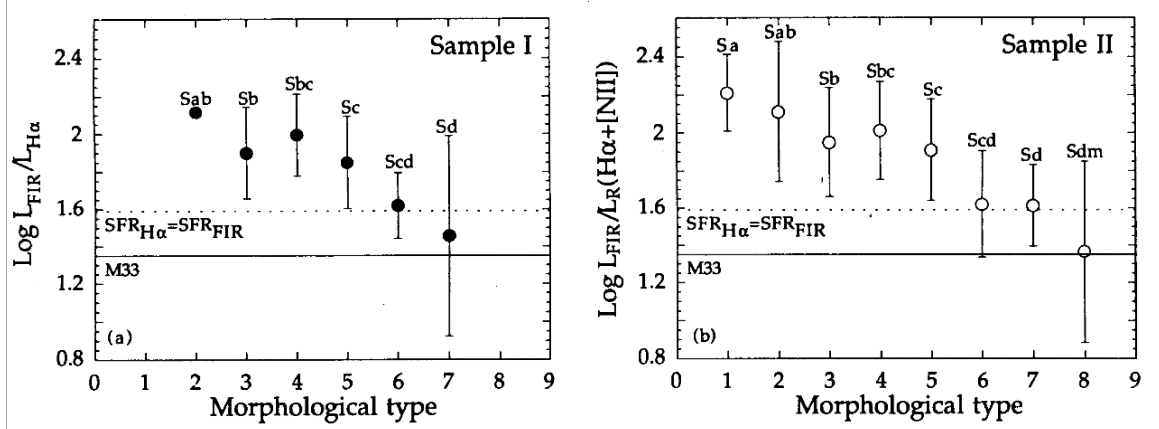 Sample I
2.4
2
1.6
1.2
0.8
Log L_FIR/L_Hα
Sab
Sb
Sbc
Sc
Scd
Sd
SFR_Hα=SFR_FIR
M33
(a)
0 1 2 3 4 5 6 7 8 9
Morphological type
Sample II
2.4
2
1.6
1.2
0.8
Log L_FIR/L_R(Hα+[NII])
Sa
Sab
Sb
Sbc
Sc
Scd
Sd
Sdm
SFR_Hα=SFR_FIR
M33
(b)
0 1 2 3 4 5 6 7 8 9
Morphological type